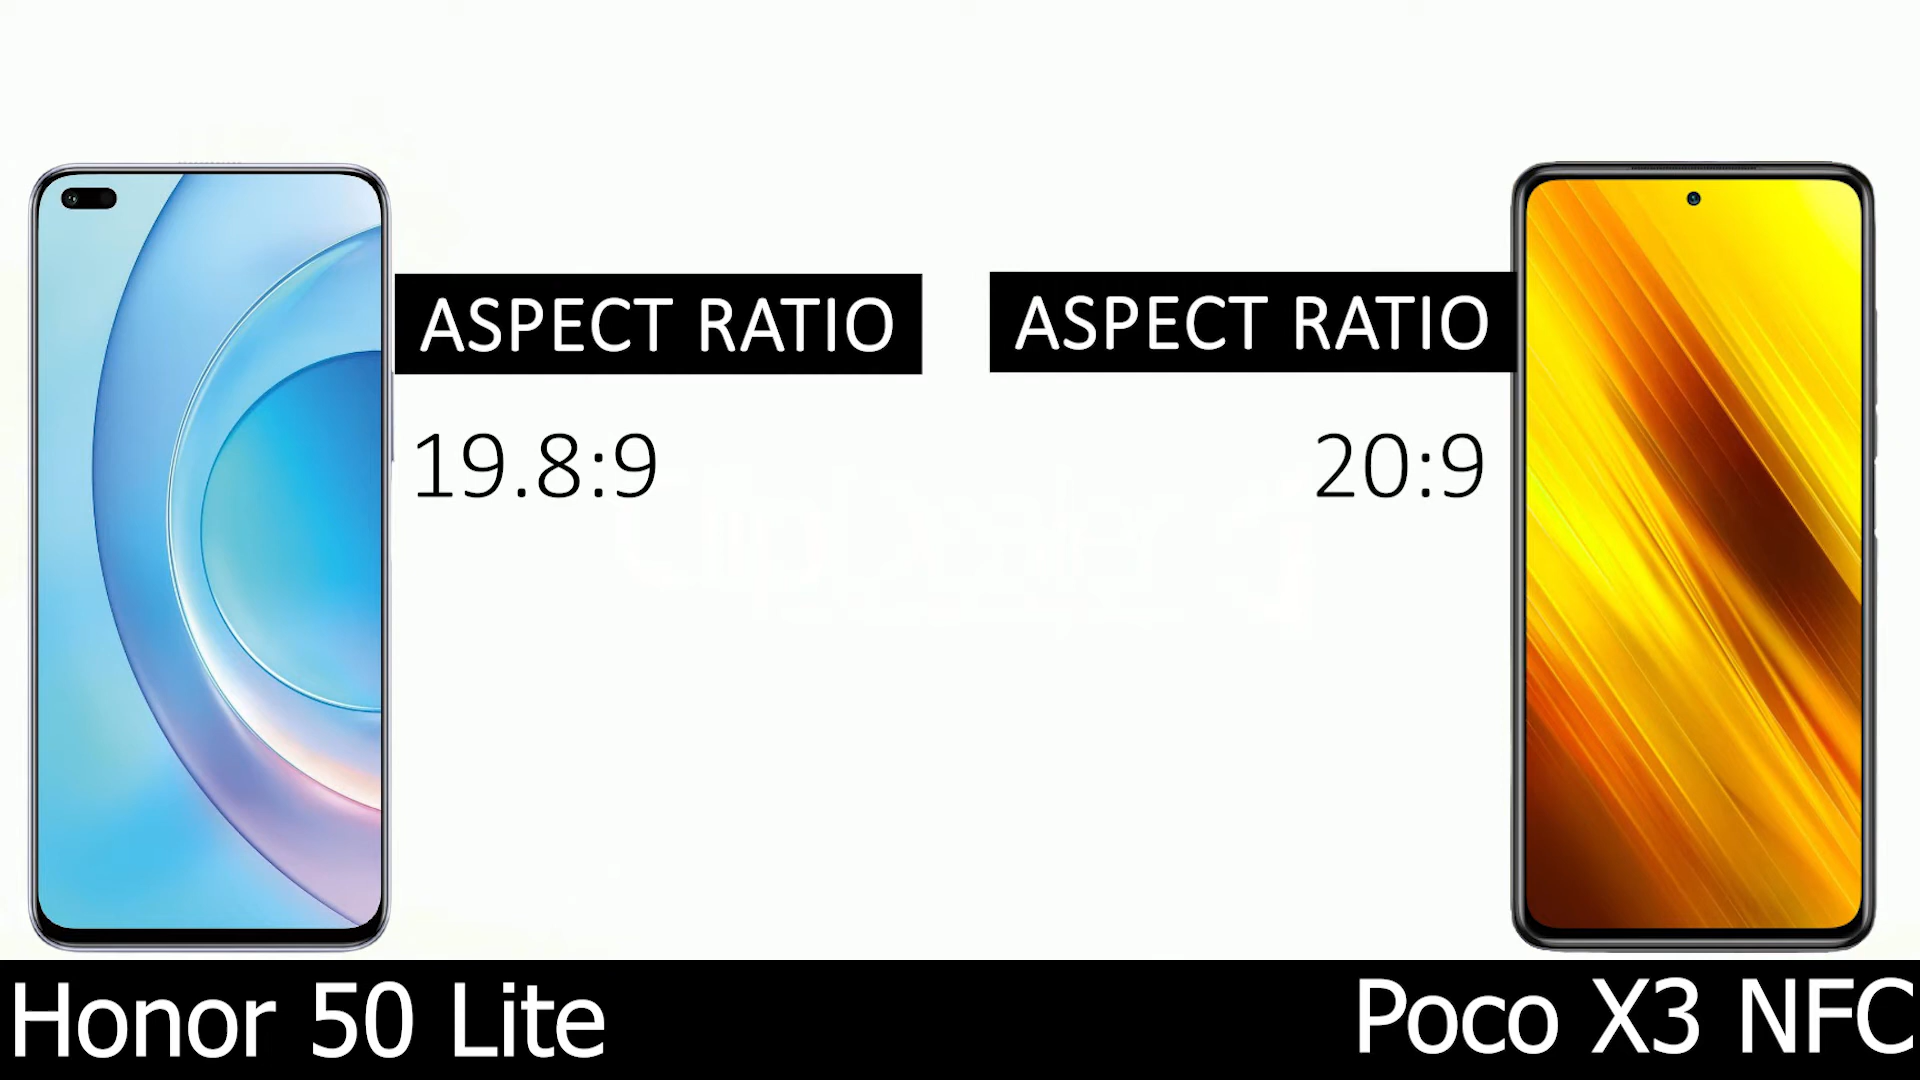 ASPECT RATIO
19.8:9
ASPECT RATIO
20:9
Honor 50 Lite
Poco X3 NFC